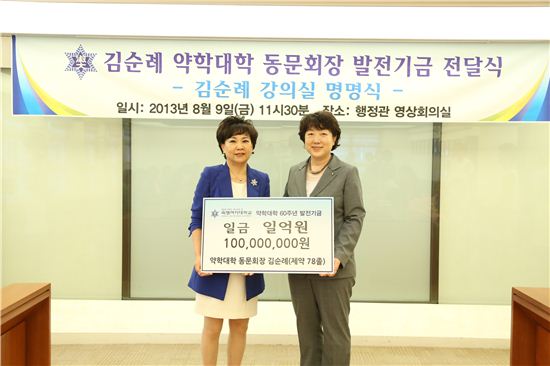 김순례 약학대학 동문회장 발전기금 전달식
- 김순례 강의실 명명식 -
일시: 2013년 8월 9일(금) 11시30분 장소: 행정관 영상회의실
약학대학 60주년 발전기금
일금 일억원
100,000,000원
약학대학 동문회장 김순례(제약 78졸)